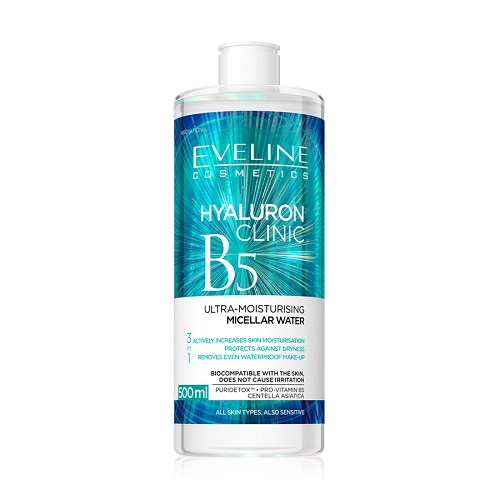 EVELINE
COSMETICS
HYALURON
CLINIC
B5
ULTRA-MOISTURISING
MICELLAR WATER
3 in 1
ACTIVELY INCREASES SKIN MOISTURISATION
PROTECTS AGAINST DRYNESS
REMOVES EVEN WATERPROOF MAKE-UP
BIOCOMPATIBLE WITH THE SKIN,
DOES NOT CAUSE IRRITATION
500ml
PURIDETOX™ • PRO-VITAMIN B5
CENTELLA ASIATICA
ALL SKIN TYPES, ALSO SENSITIVE